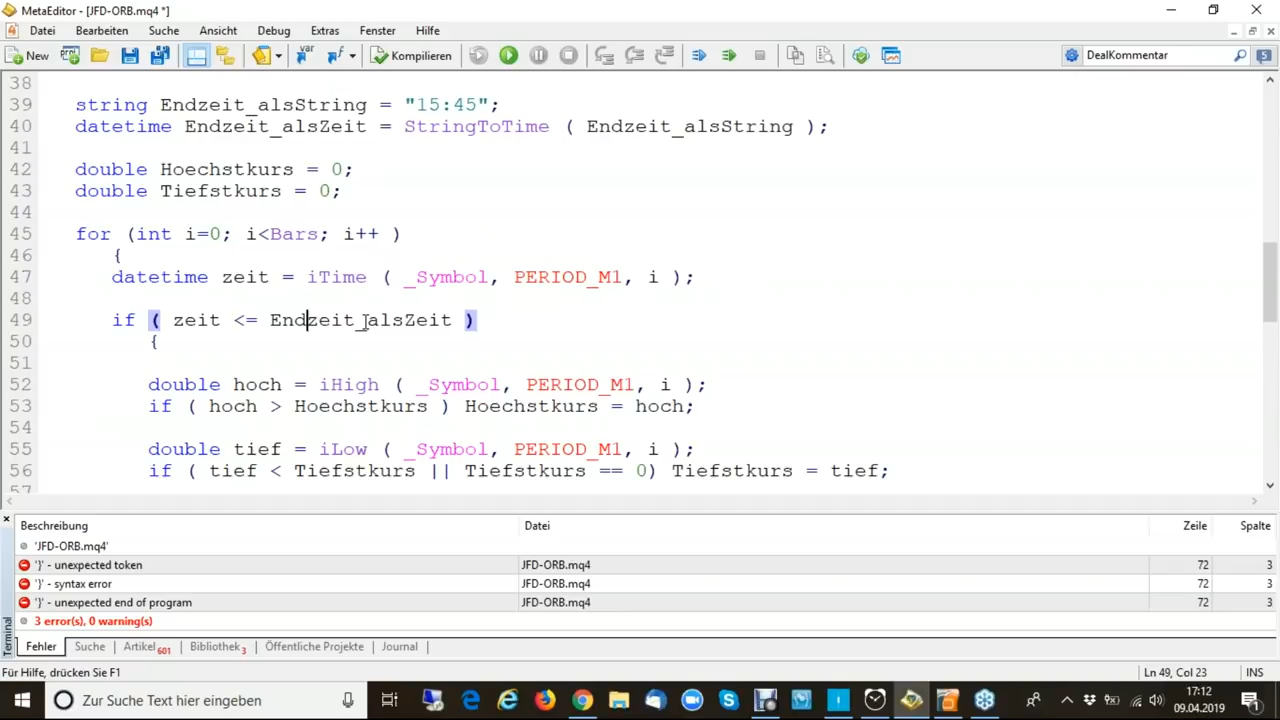 MetaEditor - [JFD-ORB.mq4 *]
Datei Bearbeiten Suche Ansicht Debug Extras Fenster Hilfe
New var Kompilieren DealKommentar 5
38
39 string Endzeit_alsString = "15:45";
40 datetime Endzeit_alsZeit = StringToTime ( Endzeit_alsString );
41
42 double Hoechstkurs = 0;
43 double Tiefstkurs = 0;
44
45 for (int i=0; i<Bars; i++ )
46 {
47 datetime zeit = iTime ( _Symbol, PERIOD_M1, i );
48
49 if ( zeit <= Endzeit_alsZeit )
50 {
51
52 double hoch = iHigh ( _Symbol, PERIOD_M1, i );
53 if ( hoch > Hoechstkurs ) Hoechstkurs = hoch;
54
55 double tief = iLow ( _Symbol, PERIOD_M1, i );
56 if ( tief < Tiefstkurs || Tiefstkurs == 0) Tiefstkurs = tief;
57
Beschreibung Datei Zeile Spalte
'JFD-ORB.mq4'
'}' - unexpected token JFD-ORB.mq4 72 3
'}' - syntax error JFD-ORB.mq4 72 3
'}' - unexpected end of program JFD-ORB.mq4 72 3
3 error(s), 0 warning(s)
Terminal
Fehler Suche Artikel 601 Bibliothek 3 Öffentliche Projekte Journal
Für Hilfe, drücken Sie F1 Ln 49, Col 23 INS
Zur Suche Text hier eingeben
17:12
09.04.2019
1